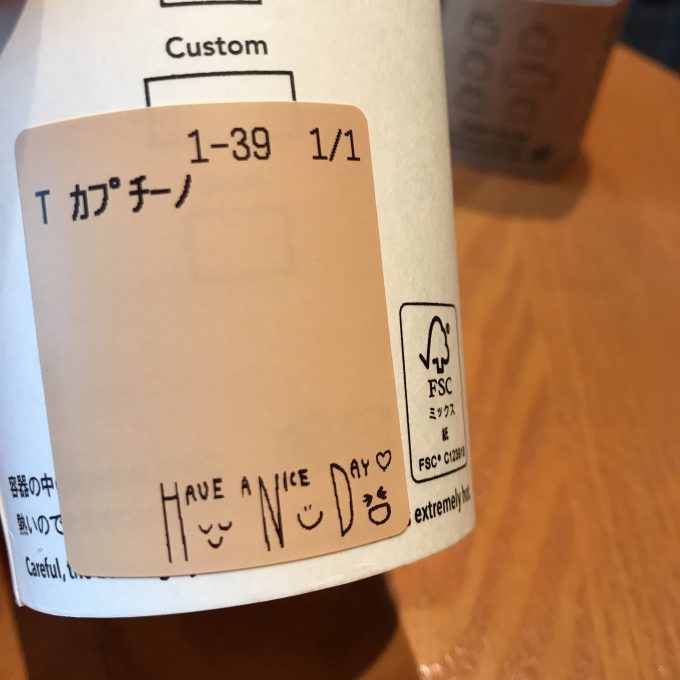 Custom
1-39 1/1
T カプチーノ
HAVE A NICE DAY♡
FSC
ミックス
紙
FSC®
容器の中
熱いので
Careful,
extremely hot.